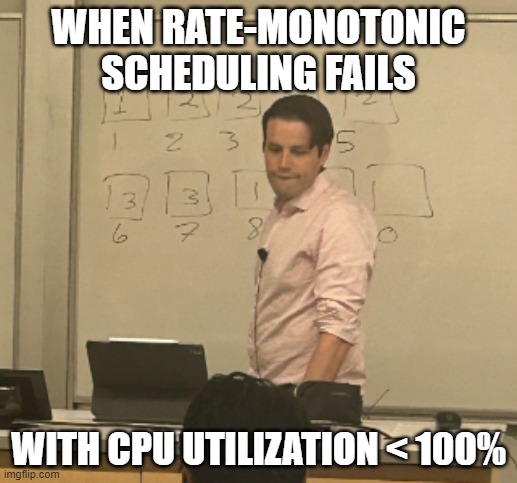 WHEN RATE-MONOTONIC
SCHEDULING FAILS
1 2 2 2
1 2 3 5
3 3 1
6 7 8 0
WITH CPU UTILIZATION < 100%
imgflip.com